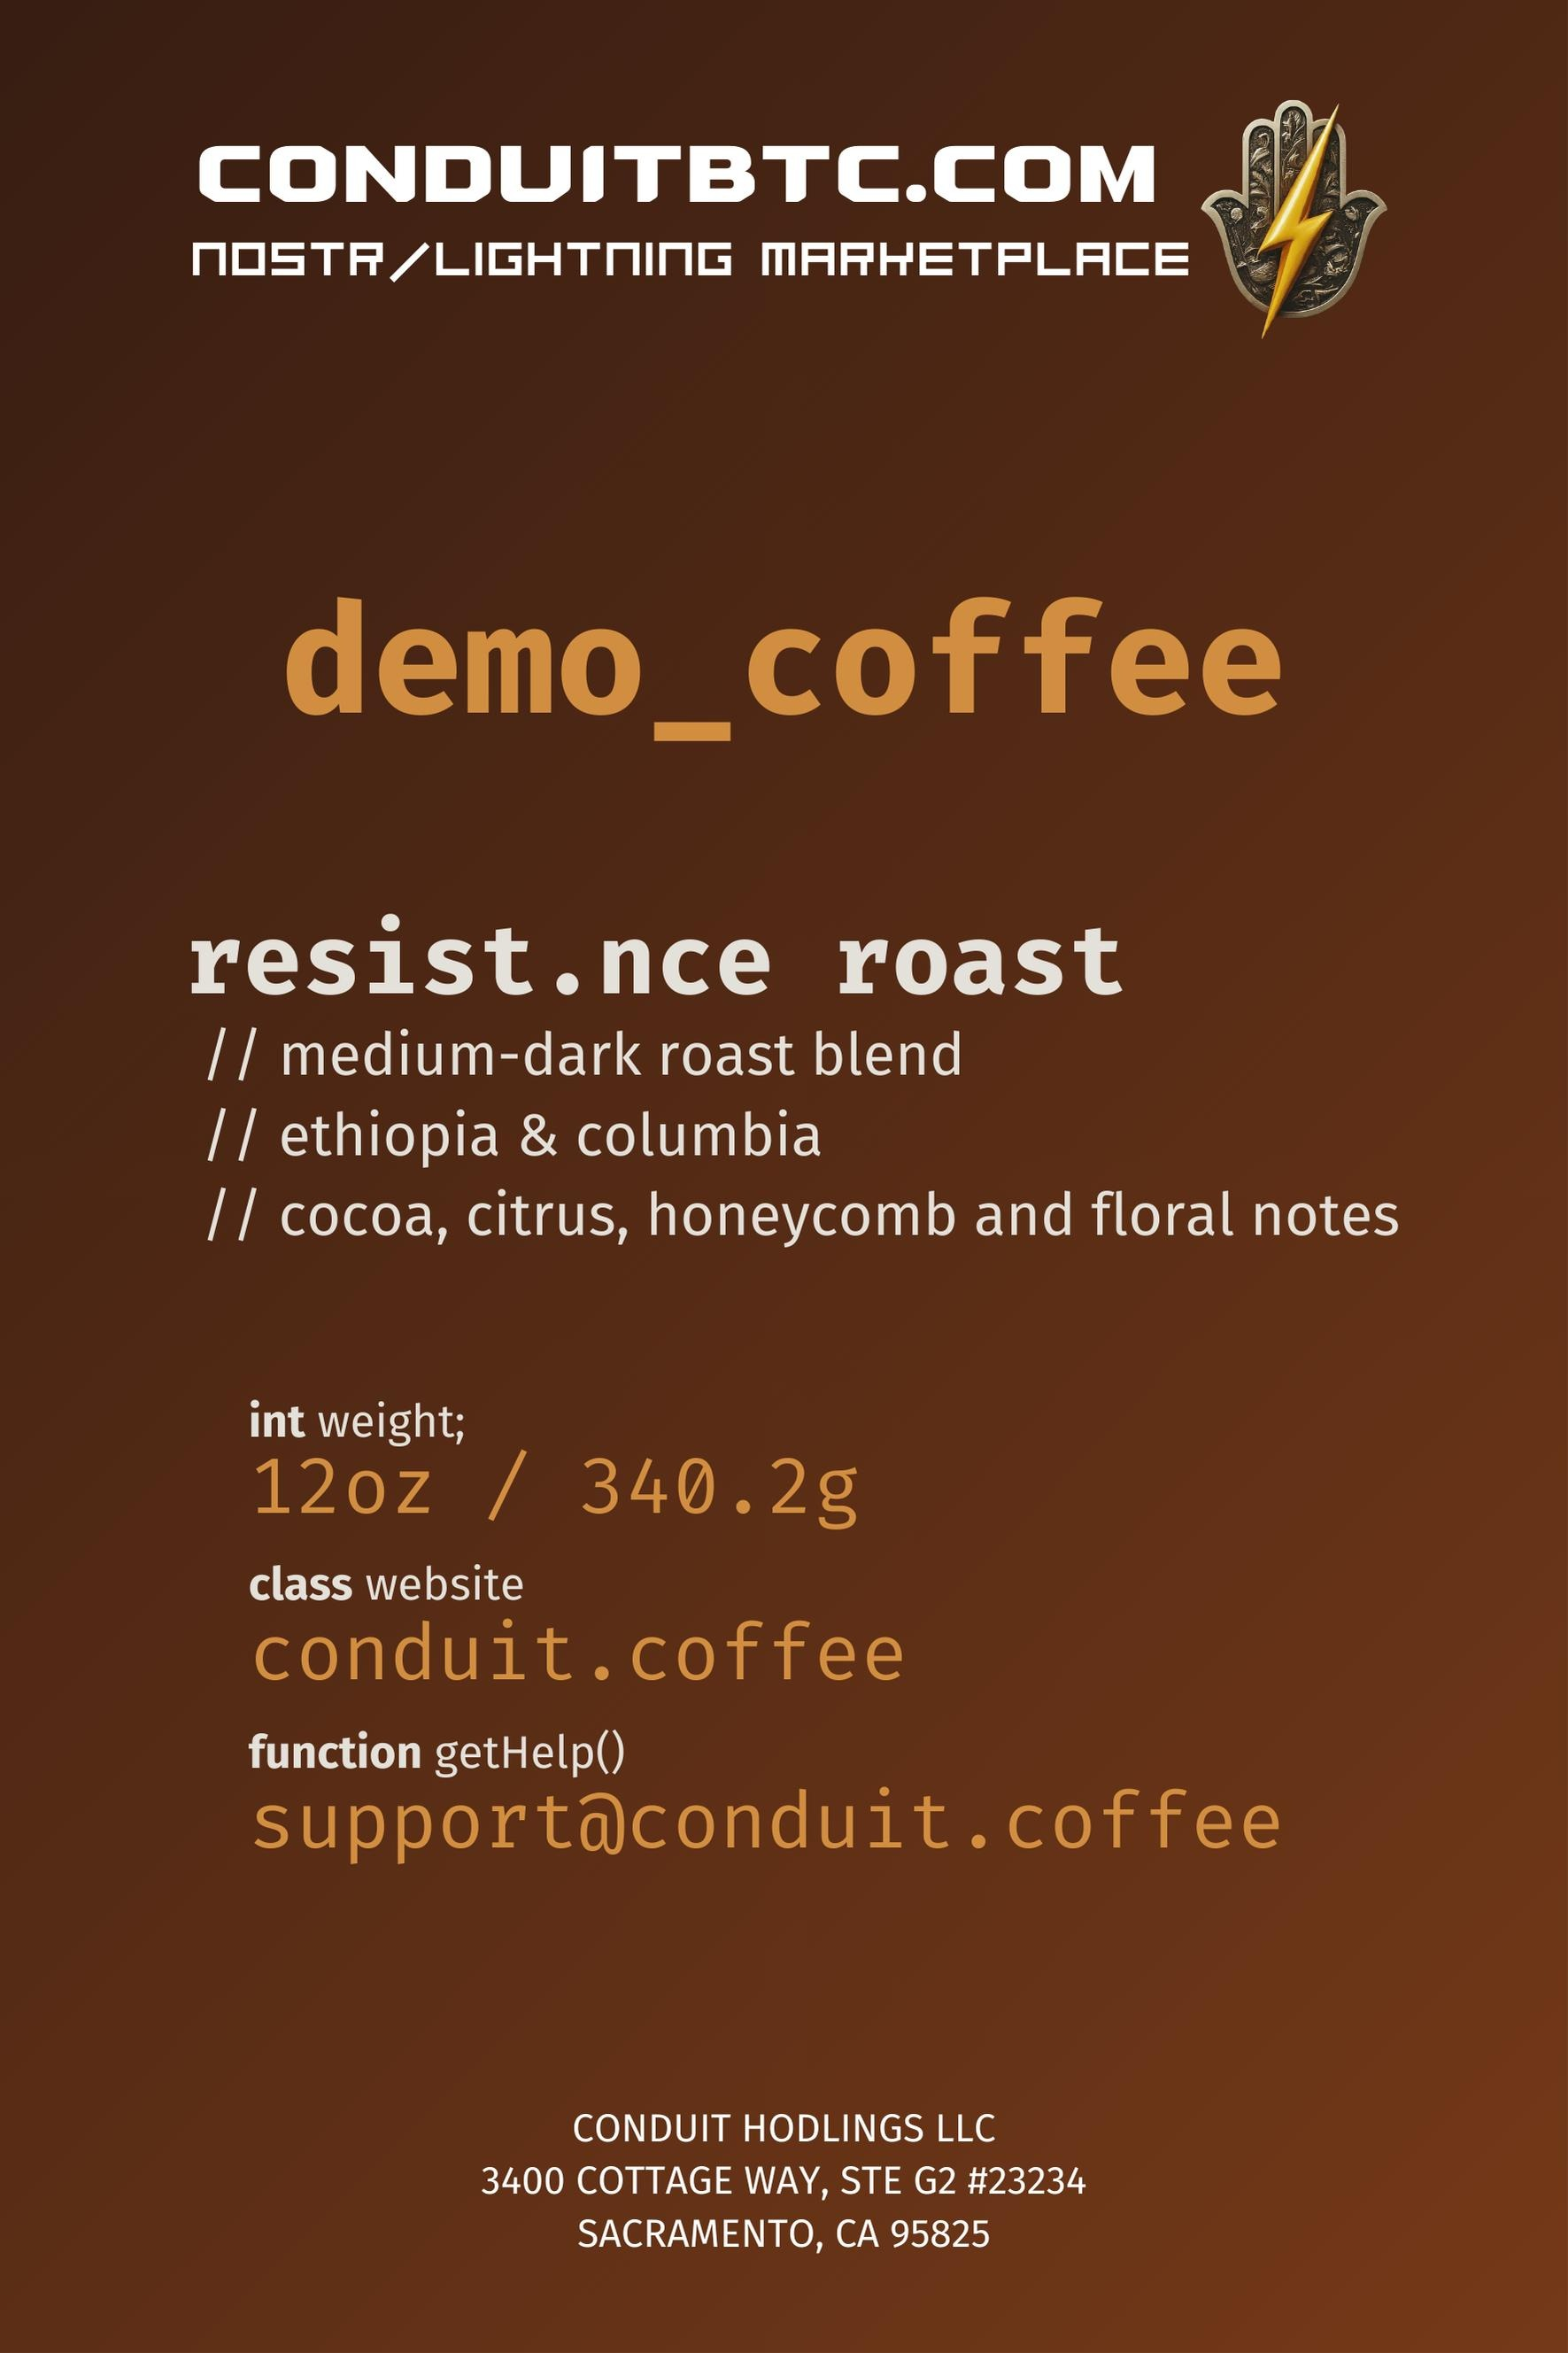 CONDUITBTC.COM
NOSTR/LIGHTNING MARKETPLACE
demo_coffee
resist.nce roast
// medium-dark roast blend
// ethiopia & columbia
// cocoa, citrus, honeycomb and floral notes
int weight;
12oz / 340.2g
class website
conduit.coffee
function getHelp()
support@conduit.coffee
CONDUIT HODLINGS LLC
3400 COTTAGE WAY, STE G2 #23234
SACRAMENTO, CA 95825